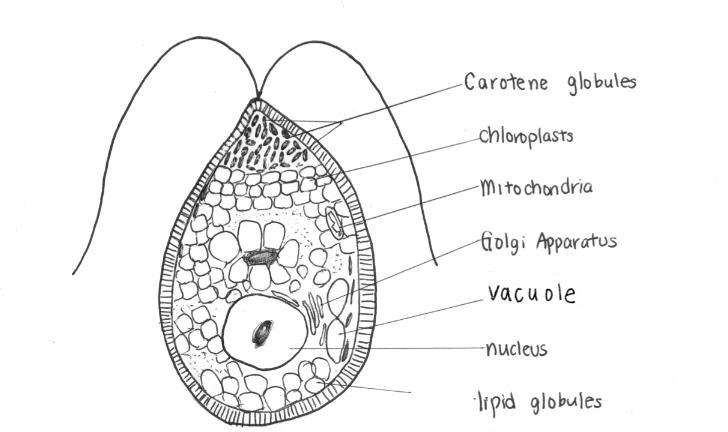 Carotene globules
chloroplasts
Mitochondria
Golgi Apparatus
vacuole
nucleus
lipid globules